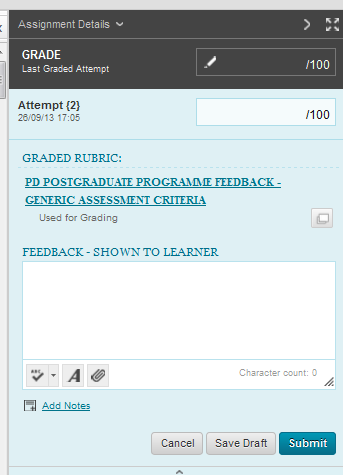 Assignment Details
GRADE
Last Graded Attempt
/100
Attempt {2}
26/09/13 17:05
/100
GRADED RUBRIC:
PD POSTGRADUATE PROGRAMME FEEDBACK -
GENERIC ASSESSMENT CRITERIA
Used for Grading
FEEDBACK - SHOWN TO LEARNER
ABC
A
Character count: 0
Add Notes
Cancel
Save Draft
Submit